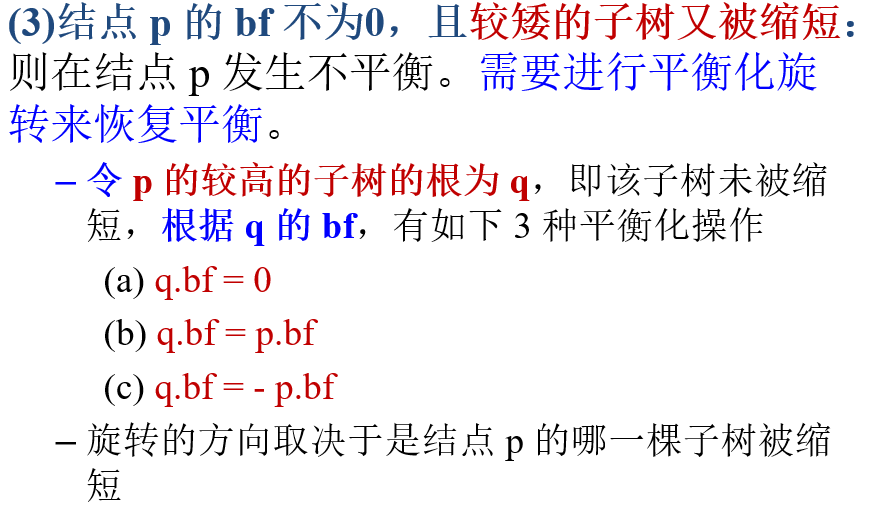 (3)结点 p 的 bf 不为0，且较矮的子树又被缩短：
则在结点 p 发生不平衡。需要进行平衡化旋
转来恢复平衡。
– 令 p 的较高的子树的根为 q，即该子树未被缩
短，根据 q 的 bf，有如下 3 种平衡化操作
(a) q.bf = 0
(b) q.bf = p.bf
(c) q.bf = - p.bf
– 旋转的方向取决于是结点 p 的哪一棵子树被缩
短